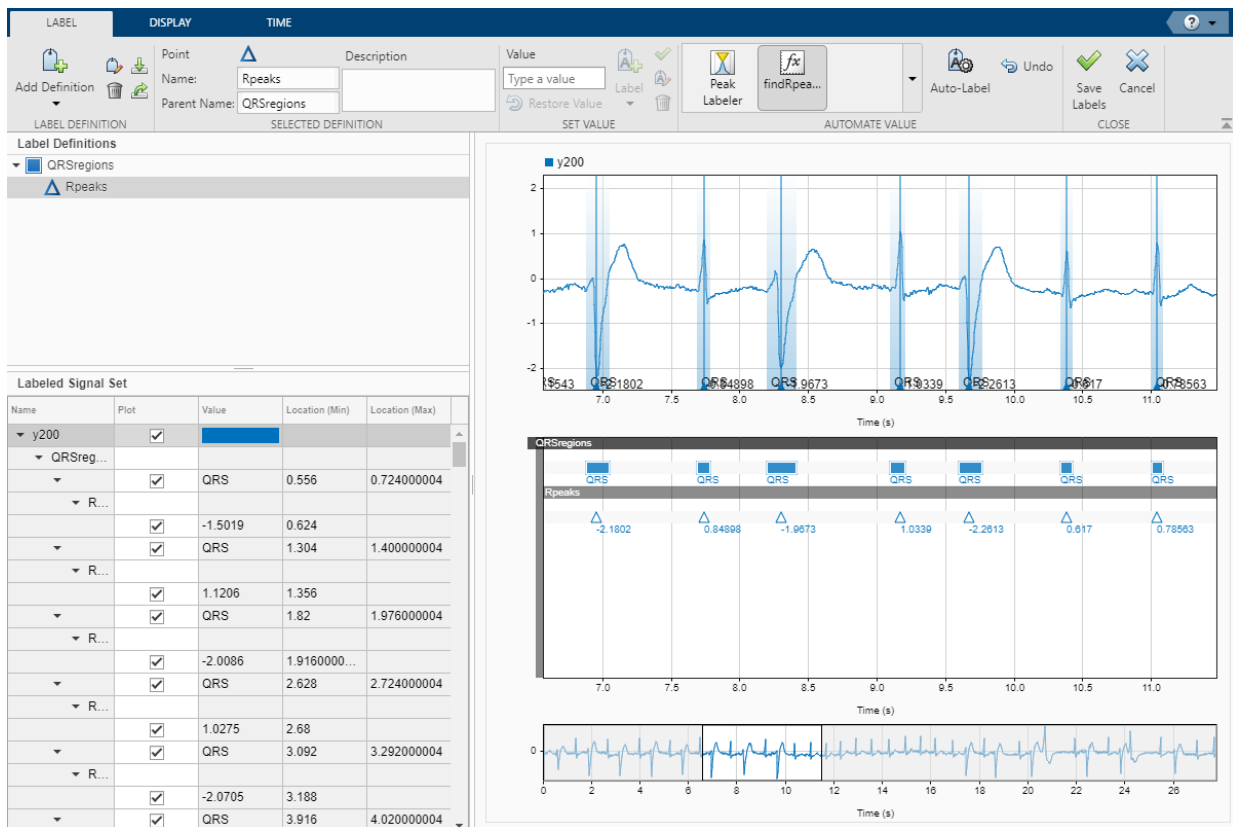 LABEL DISPLAY TIME ?
Point Description Value
Add Definition Name: Rpeaks Type a value Label Peak Labeler fx findRpea... Auto-Label Undo Save Labels Cancel
Parent Name: QRSregions Restore Value
LABEL DEFINITION SELECTED DEFINITION SET VALUE AUTOMATE VALUE CLOSE
Label Definitions
QRSregions
Rpeaks
Labeled Signal Set
Name Plot Value Location (Min) Location (Max)
y200
QRSreg...
QRS 0.556 0.724000004
R...
-1.5019 0.624
QRS 1.304 1.400000004
R...
1.1206 1.356
QRS 1.82 1.976000004
R...
-2.0086 1.9160000...
QRS 2.628 2.724000004
R...
1.0275 2.68
QRS 3.092 3.292000004
R...
-2.0705 3.188
QRS 3.916 4.020000004
y200
2
1
0
-1
-2
QRS QRS QRS QRS QRS QRS QRS
7.0 7.5 8.0 8.5 9.0 9.5 10.0 10.5 11.0
Time (s)
QRSregions
QRS QRS QRS QRS QRS QRS QRS
Rpeaks
-2.1802 0.84898 -1.9673 1.0339 -2.2613 0.617 0.78563
7.0 7.5 8.0 8.5 9.0 9.5 10.0 10.5 11.0
Time (s)
0
0 2 4 6 8 10 12 14 16 18 20 22 24 26
Time (s)